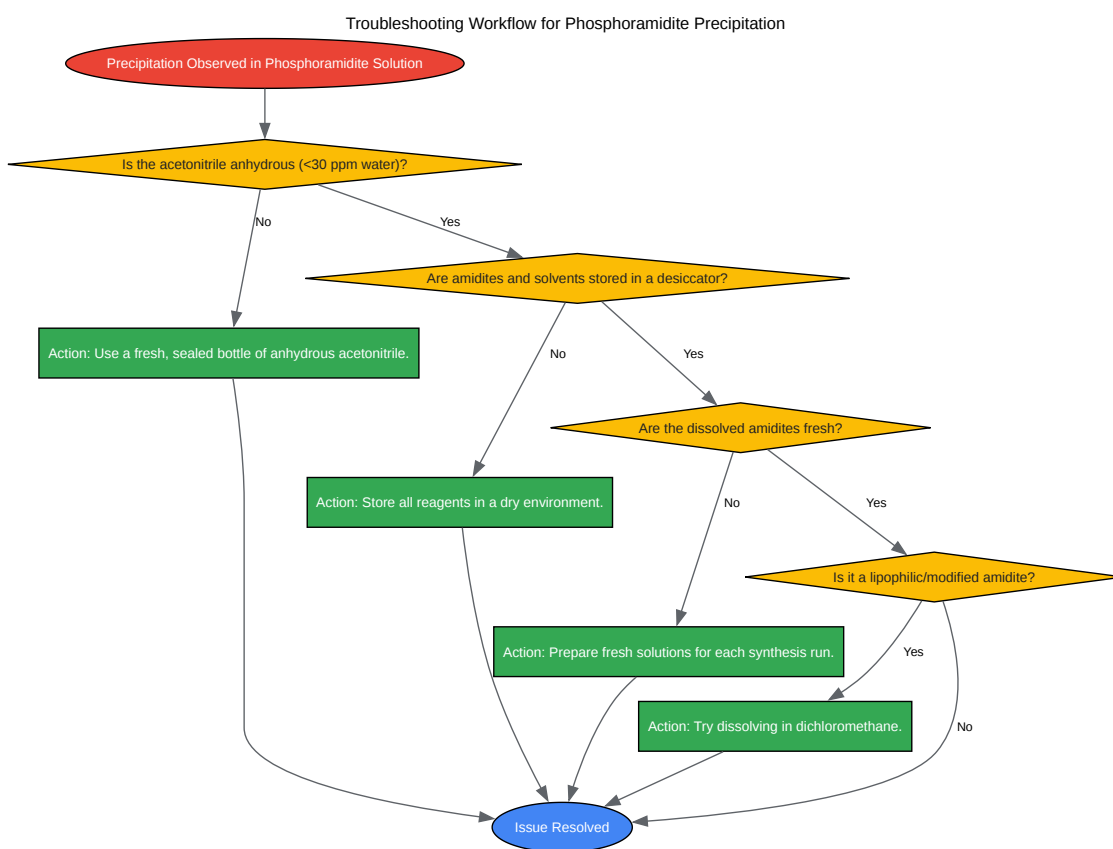 Troubleshooting Workflow for Phosphoramidite Precipitation
Precipitation Observed in Phosphoramidite Solution
Is the acetonitrile anhydrous (<30 ppm water)?
No
Yes
Are amidites and solvents stored in a desiccator?
Action: Use a fresh, sealed bottle of anhydrous acetonitrile.
No
Yes
Are the dissolved amidites fresh?
Action: Store all reagents in a dry environment.
No
Yes
Is it a lipophilic/modified amidite?
Action: Prepare fresh solutions for each synthesis run.
Yes
Action: Try dissolving in dichloromethane.
No
Issue Resolved